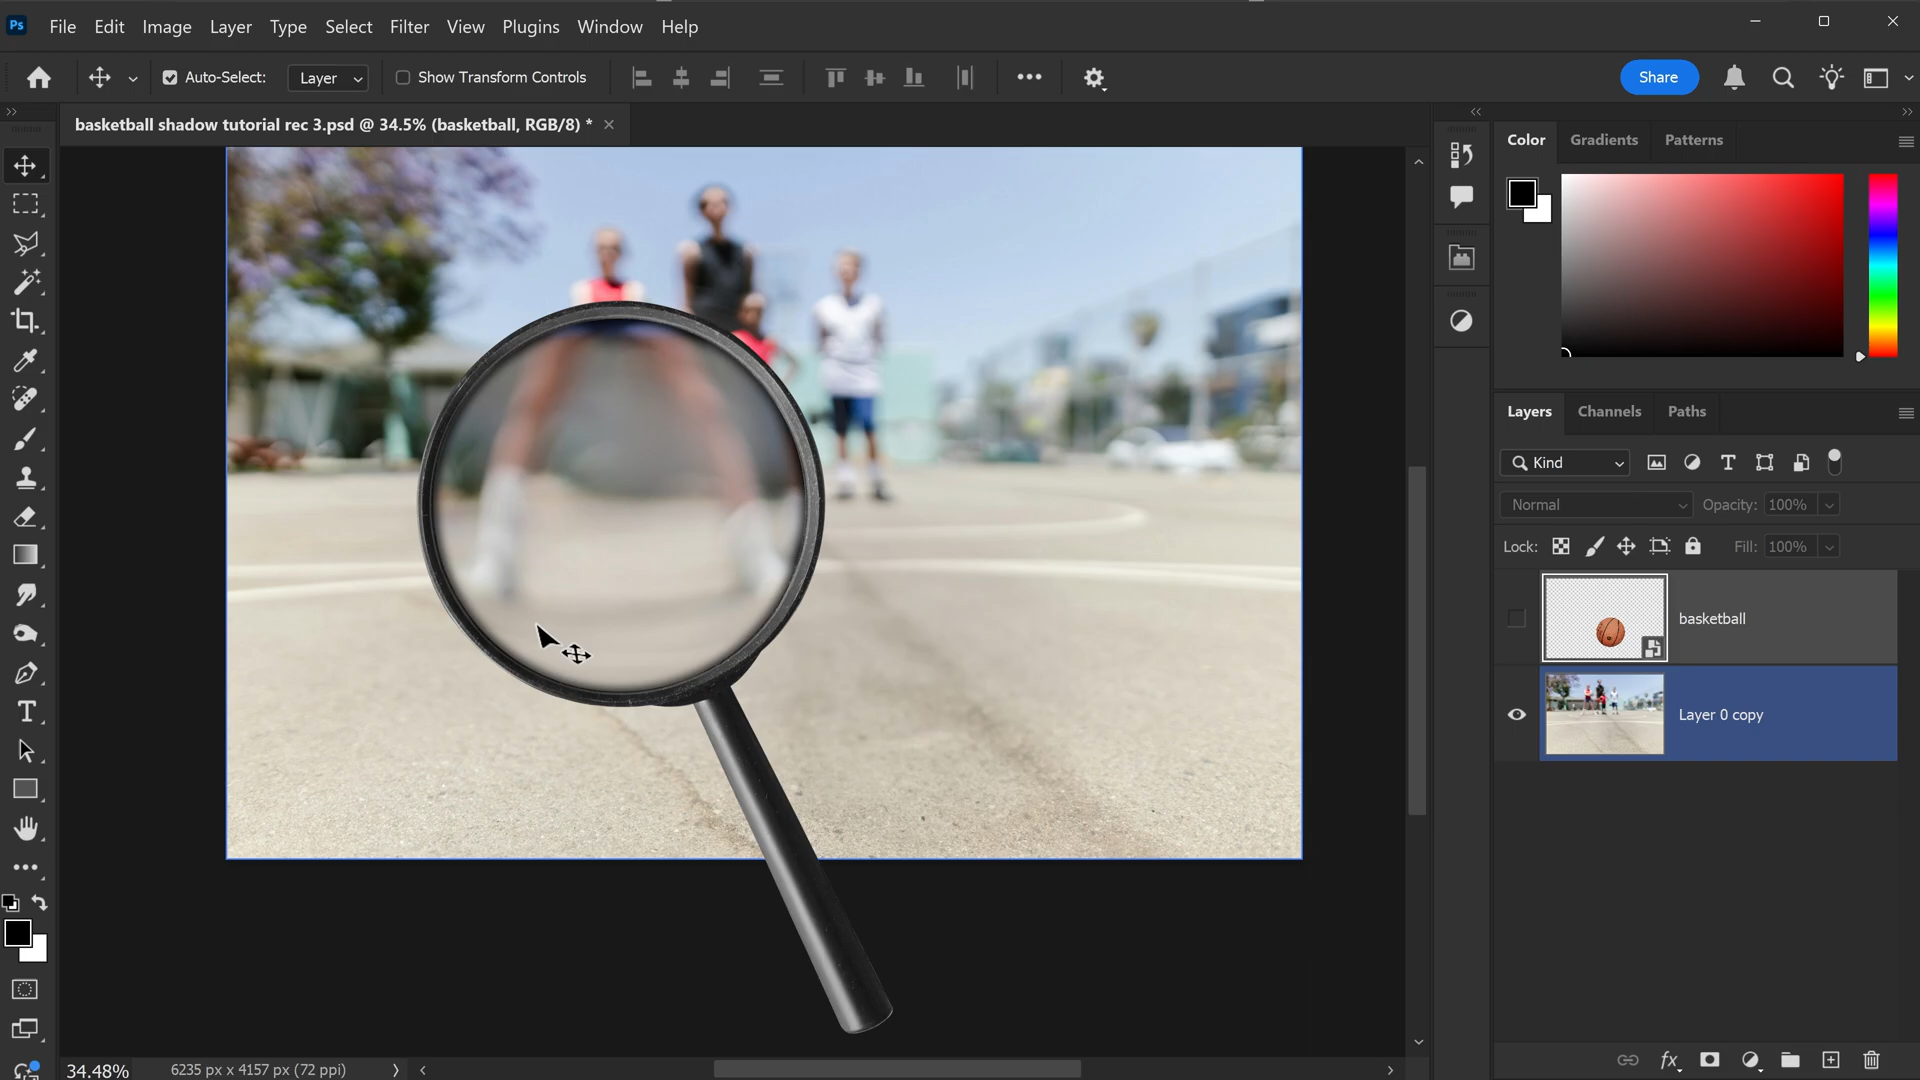 Ps File Edit Image Layer Type Select Filter View Plugins Window Help
Auto-Select: Layer Show Transform Controls Share
basketball shadow tutorial rec 3.psd @ 34.5% (basketball, RGB/8) *
Color Gradients Patterns
Layers Channels Paths
Kind
Normal Opacity: 100%
Lock: Fill: 100%
basketball
Layer 0 copy
34.48% 6235 px x 4157 px (72 ppi)